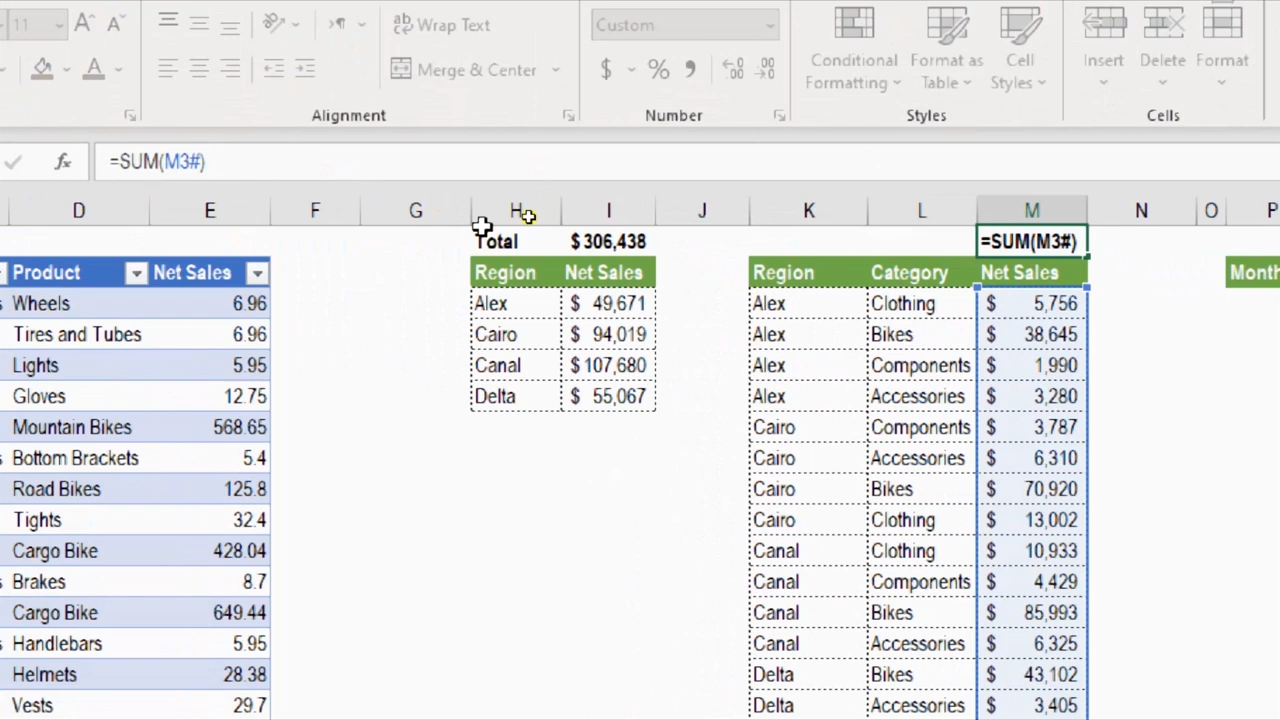 11 A^ A˅ ab Wrap Text Custom Conditional Format as Cell Insert Delete Format
Merge & Center $ % , Formatting Table Styles
Alignment Number Styles Cells
fx =SUM(M3#)
D E F G H I J K L M N O P
Total $ 306,438 =SUM(M3#)
Product Net Sales Region Net Sales Region Category Net Sales Month
s Wheels 6.96 Alex $ 49,671 Alex Clothing $ 5,756
Tires and Tubes 6.96 Cairo $ 94,019 Alex Bikes $ 38,645
Lights 5.95 Canal $ 107,680 Alex Components $ 1,990
Gloves 12.75 Delta $ 55,067 Alex Accessories $ 3,280
Mountain Bikes 568.65 Cairo Components $ 3,787
s Bottom Brackets 5.4 Cairo Accessories $ 6,310
Road Bikes 125.8 Cairo Bikes $ 70,920
Tights 32.4 Cairo Clothing $ 13,002
Cargo Bike 428.04 Canal Clothing $ 10,933
s Brakes 8.7 Canal Components $ 4,429
Cargo Bike 649.44 Canal Bikes $ 85,993
Handlebars 5.95 Canal Accessories $ 6,325
Helmets 28.38 Delta Bikes $ 43,102
Vests 29.7 Delta Accessories $ 3,405